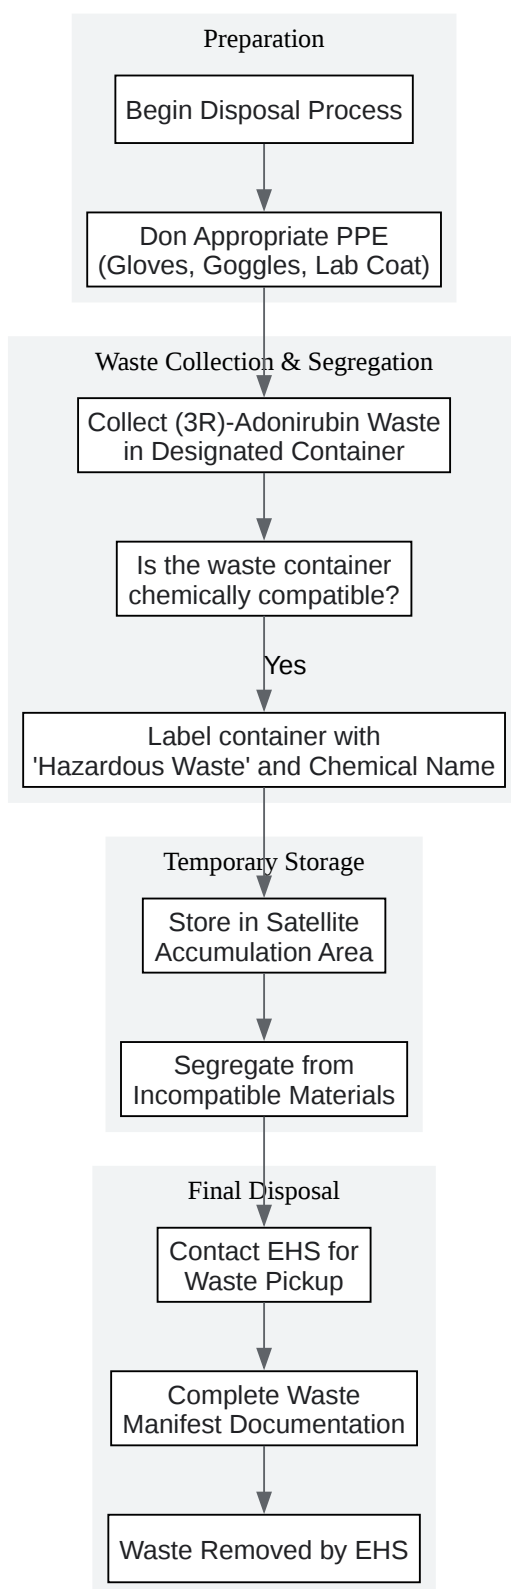 Preparation
Begin Disposal Process
Don Appropriate PPE
(Gloves, Goggles, Lab Coat)
Waste Collection & Segregation
Collect (3R)-Adonirubin Waste
in Designated Container
Is the waste container
chemically compatible?
Yes
Label container with
'Hazardous Waste' and Chemical Name
Temporary Storage
Store in Satellite
Accumulation Area
Segregate from
Incompatible Materials
Final Disposal
Contact EHS for
Waste Pickup
Complete Waste
Manifest Documentation
Waste Removed by EHS